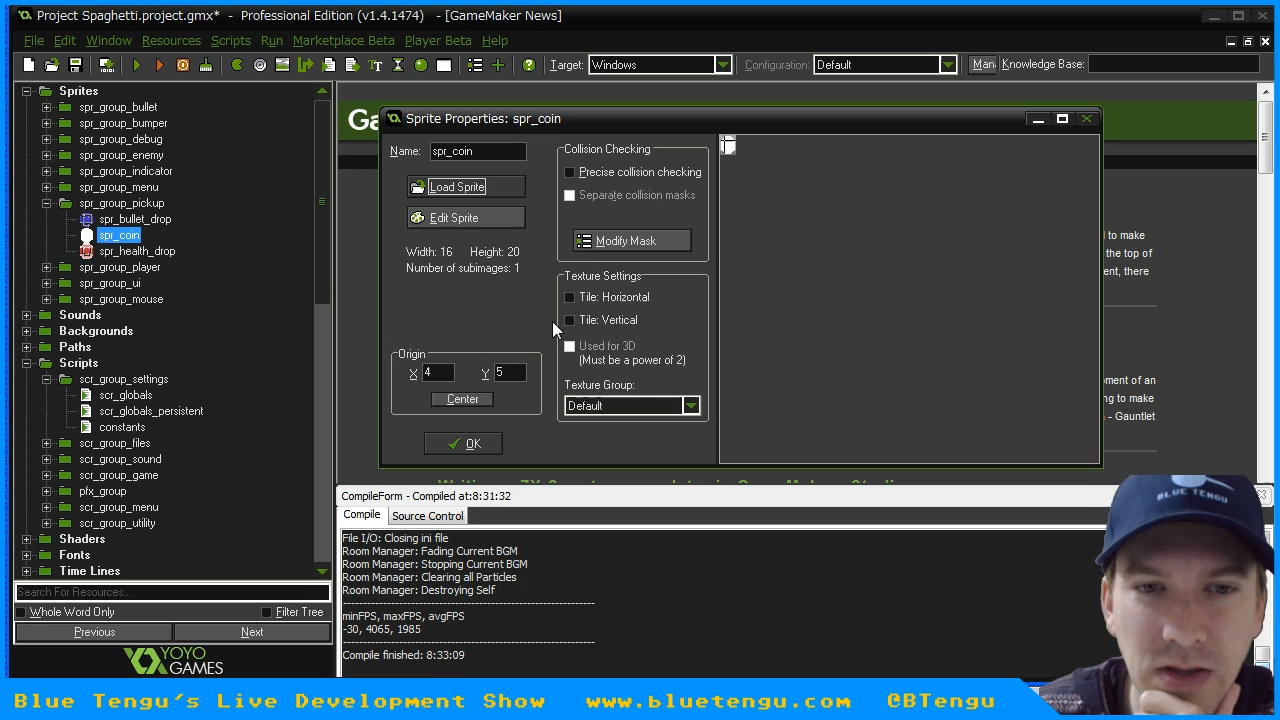 Project Spaghetti.project.gmx*  -  Professional Edition (v1.4.1474)  - [GameMaker News]
File Edit Window Resources Scripts Run Marketplace Beta Player Beta Help
Target: Windows Configuration: Default Man Knowledge Base:
Sprites
spr_group_bullet
spr_group_bumper
spr_group_debug
spr_group_enemy
spr_group_indicator
spr_group_menu
spr_group_pickup
spr_bullet_drop
spr_coin
spr_health_drop
spr_group_player
spr_group_ui
spr_group_mouse
Sounds
Backgrounds
Paths
Scripts
scr_group_settings
scr_globals
scr_globals_persistent
constants
scr_group_files
scr_group_sound
scr_group_game
pfx_group
scr_group_menu
scr_group_utility
Shaders
Fonts
Time Lines
Search For Resources...
Whole Word Only Filter Tree
Previous Next
YOYO
GAMES
Ga
Sprite Properties: spr_coin
Name: spr_coin
Load Sprite
Edit Sprite
Width: 16 Height: 20
Number of subimages: 1
Origin
X 4 Y 5
Center
OK
Collision Checking
Precise collision checking
Separate collision masks
Modify Mask
Texture Settings
Tile: Horizontal
Tile: Vertical
Used for 3D
(Must be a power of 2)
Texture Group:
Default
d to make
the top of
ent, there
pment of an
ng to make
- Gauntlet
CompileForm - Compiled at:8:31:32
Compile Source Control
File I/O: Closing ini file
Room Manager: Fading Current BGM
Room Manager: Stopping Current BGM
Room Manager: Clearing all Particles
Room Manager: Destroying Self
minFPS, maxFPS, avgFPS
-30, 4065, 1985
Compile finished: 8:33:09
BLUE TENGU
Blue Tengu's Live Development Show www.bluetengu.com @BTengu